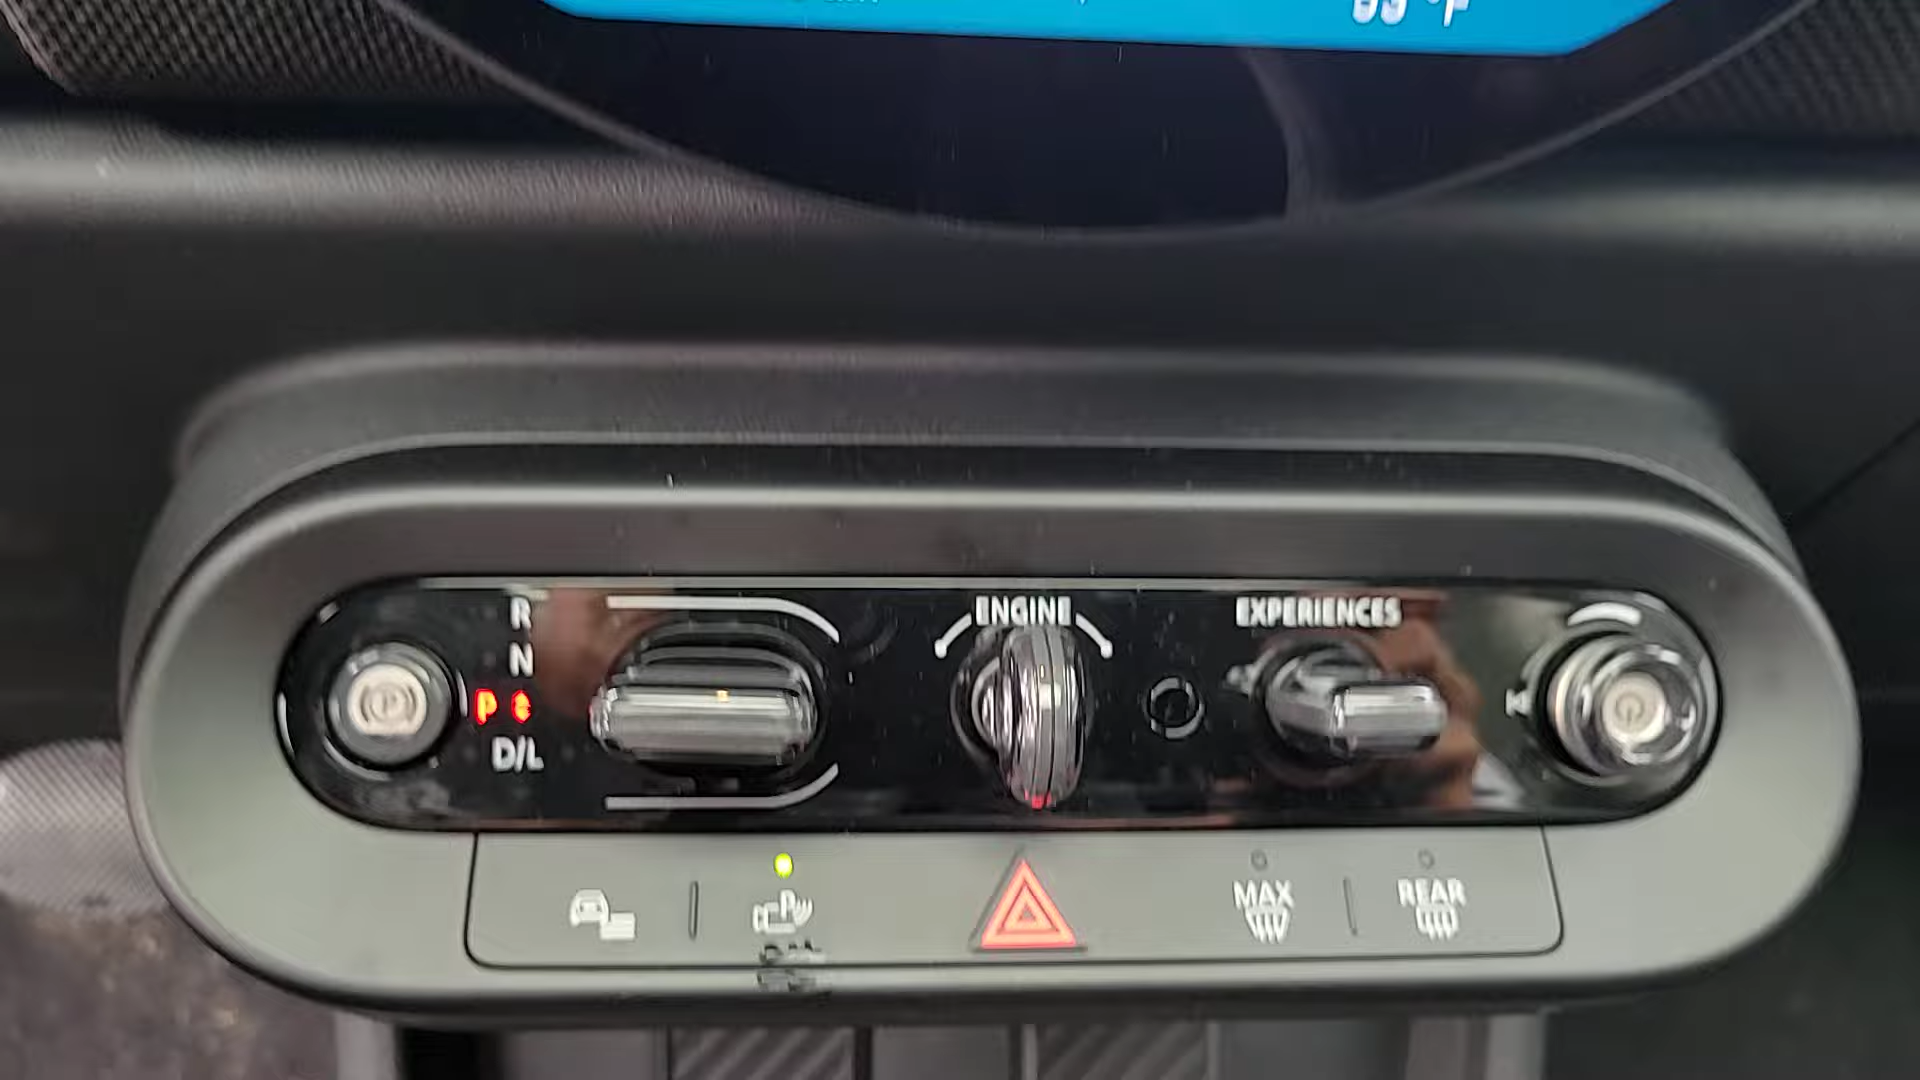 °F
R
N
P
D/L
ENGINE
EXPERIENCES
P
P
MAX
REAR